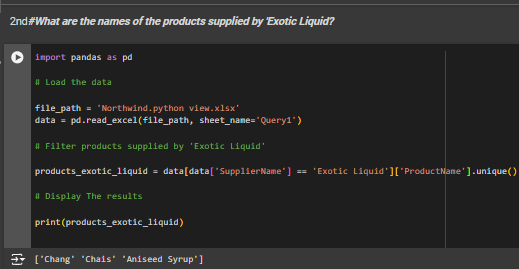 2nd#What are the names of the products supplied by 'Exotic Liquid?
import pandas as pd
# Load the data
file_path = 'Northwind.python view.xlsx'
data = pd.read_excel(file_path, sheet_name='Query1')
# Filter products supplied by 'Exotic Liquid'
products_exotic_liquid = data[data['SupplierName'] == 'Exotic Liquid']['ProductName'].unique()
# Display The results
print(products_exotic_liquid)
['Chang' 'Chais' 'Aniseed Syrup']